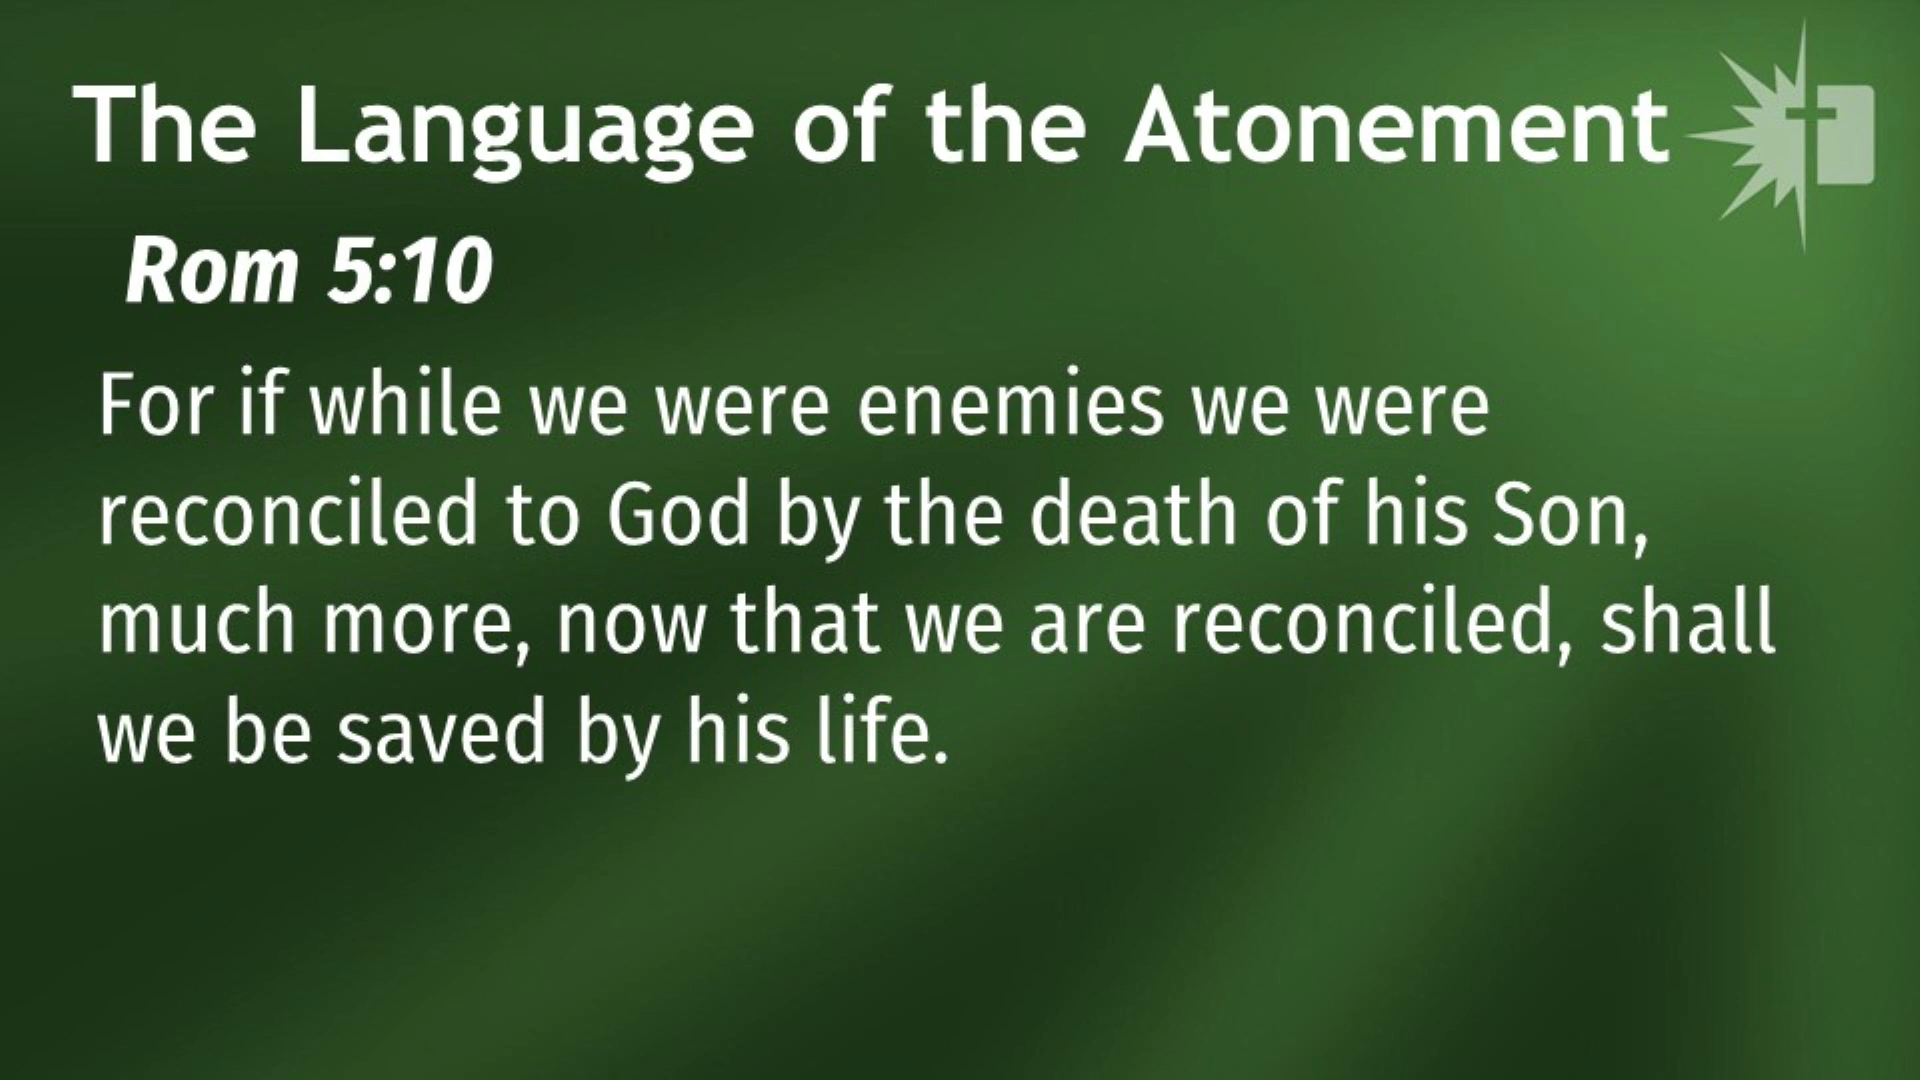 The Language of the Atonement
Rom 5:10
For if while we were enemies we were
reconciled to God by the death of his Son,
much more, now that we are reconciled, shall
we be saved by his life.